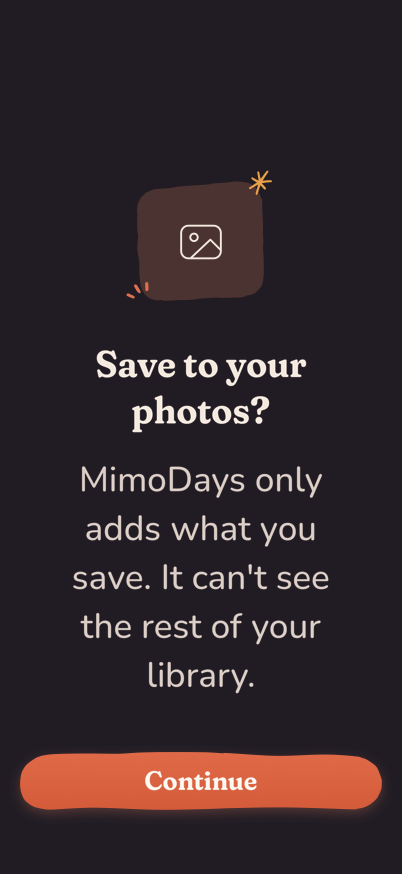 Save to your
photos?
MimoDays only
adds what you
save. It can't see
the rest of your
library.
Continue